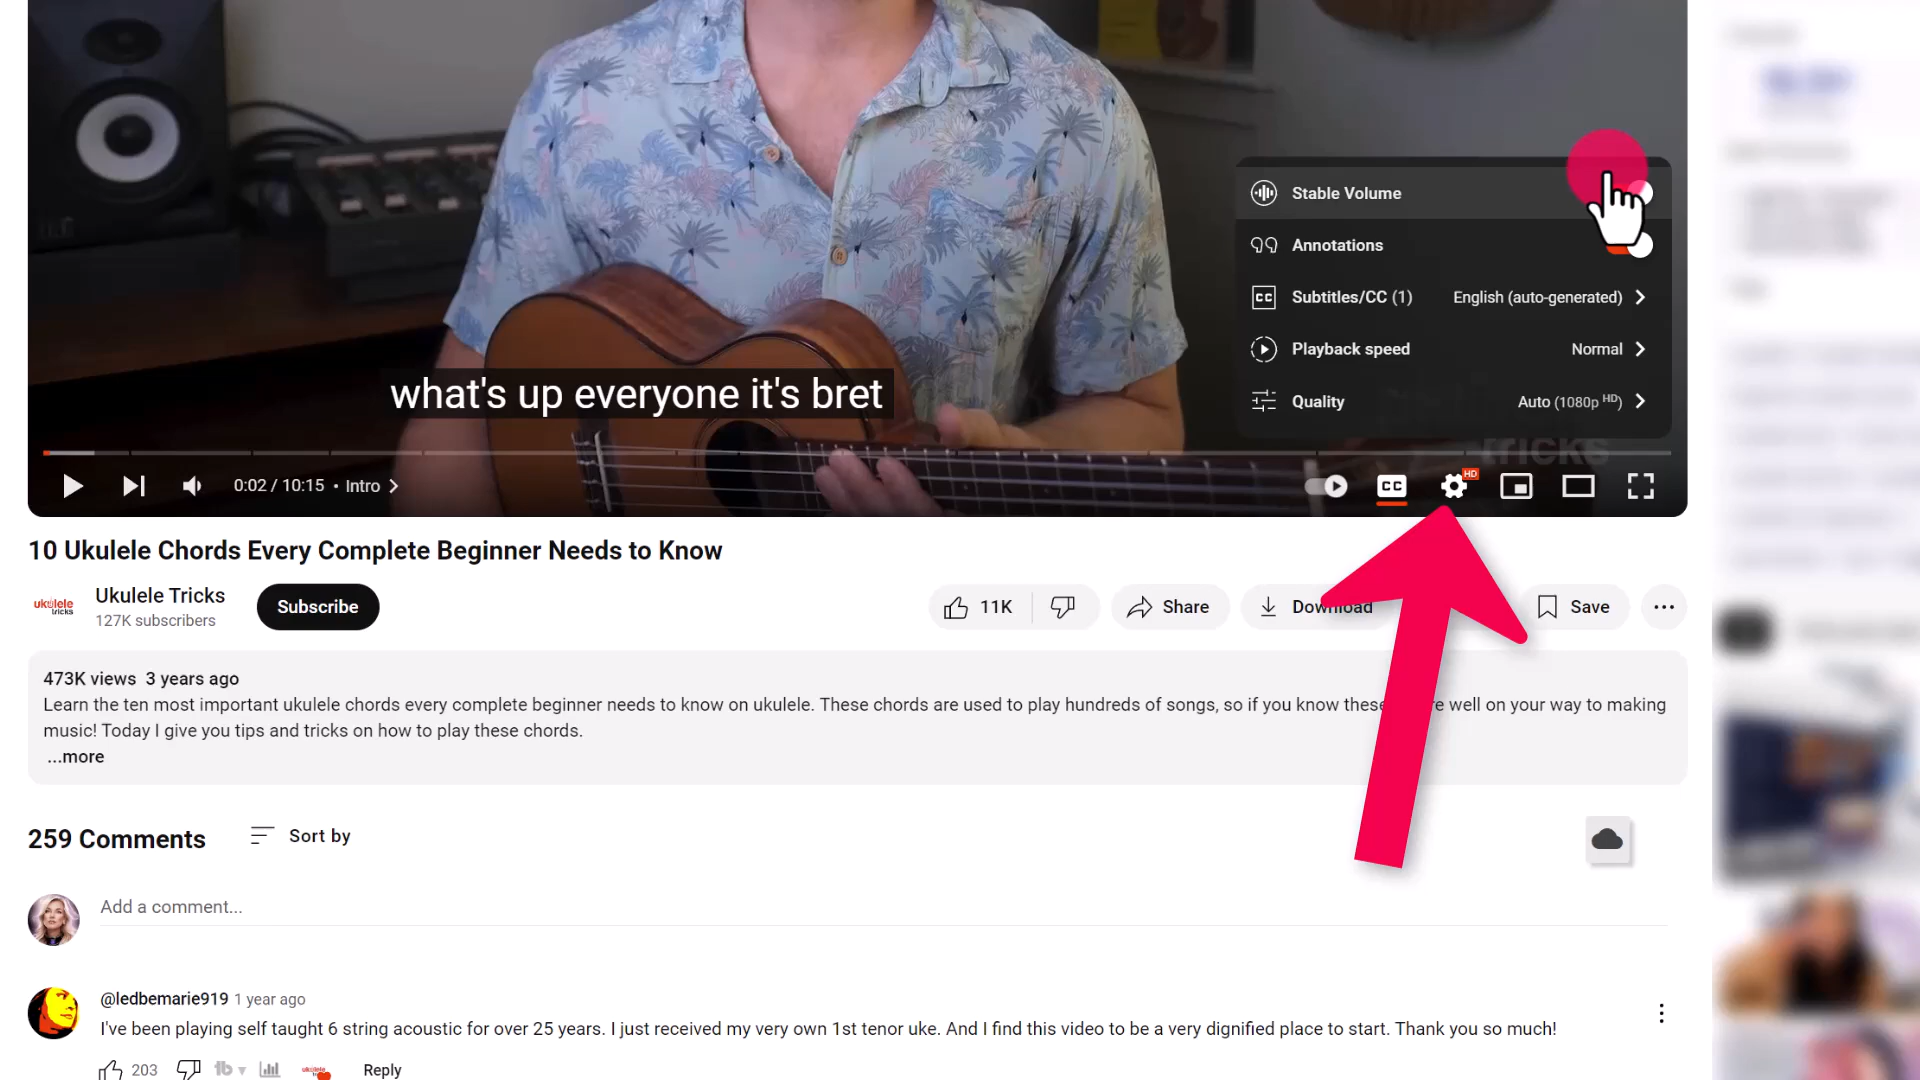 Stable Volume
Annotations
Subtitles/CC (1) English (auto-generated)
Playback speed Normal
Quality Auto (1080p HD)
what's up everyone it's bret
TRICKS
0:02 / 10:15 • Intro
CC
HD
10 Ukulele Chords Every Complete Beginner Needs to Know
ukulele tricks
Ukulele Tricks
127K subscribers
Subscribe
11K
Share
Download
Save
473K views 3 years ago
Learn the ten most important ukulele chords every complete beginner needs to know on ukulele. These chords are used to play hundreds of songs, so if you know these re well on your way to making
music! Today I give you tips and tricks on how to play these chords.
...more
259 Comments
Sort by
Add a comment...
@ledbemarie919 1 year ago
I've been playing self taught 6 string acoustic for over 25 years. I just received my very own 1st tenor uke. And I find this video to be a very dignified place to start. Thank you so much!
203
tb
Reply